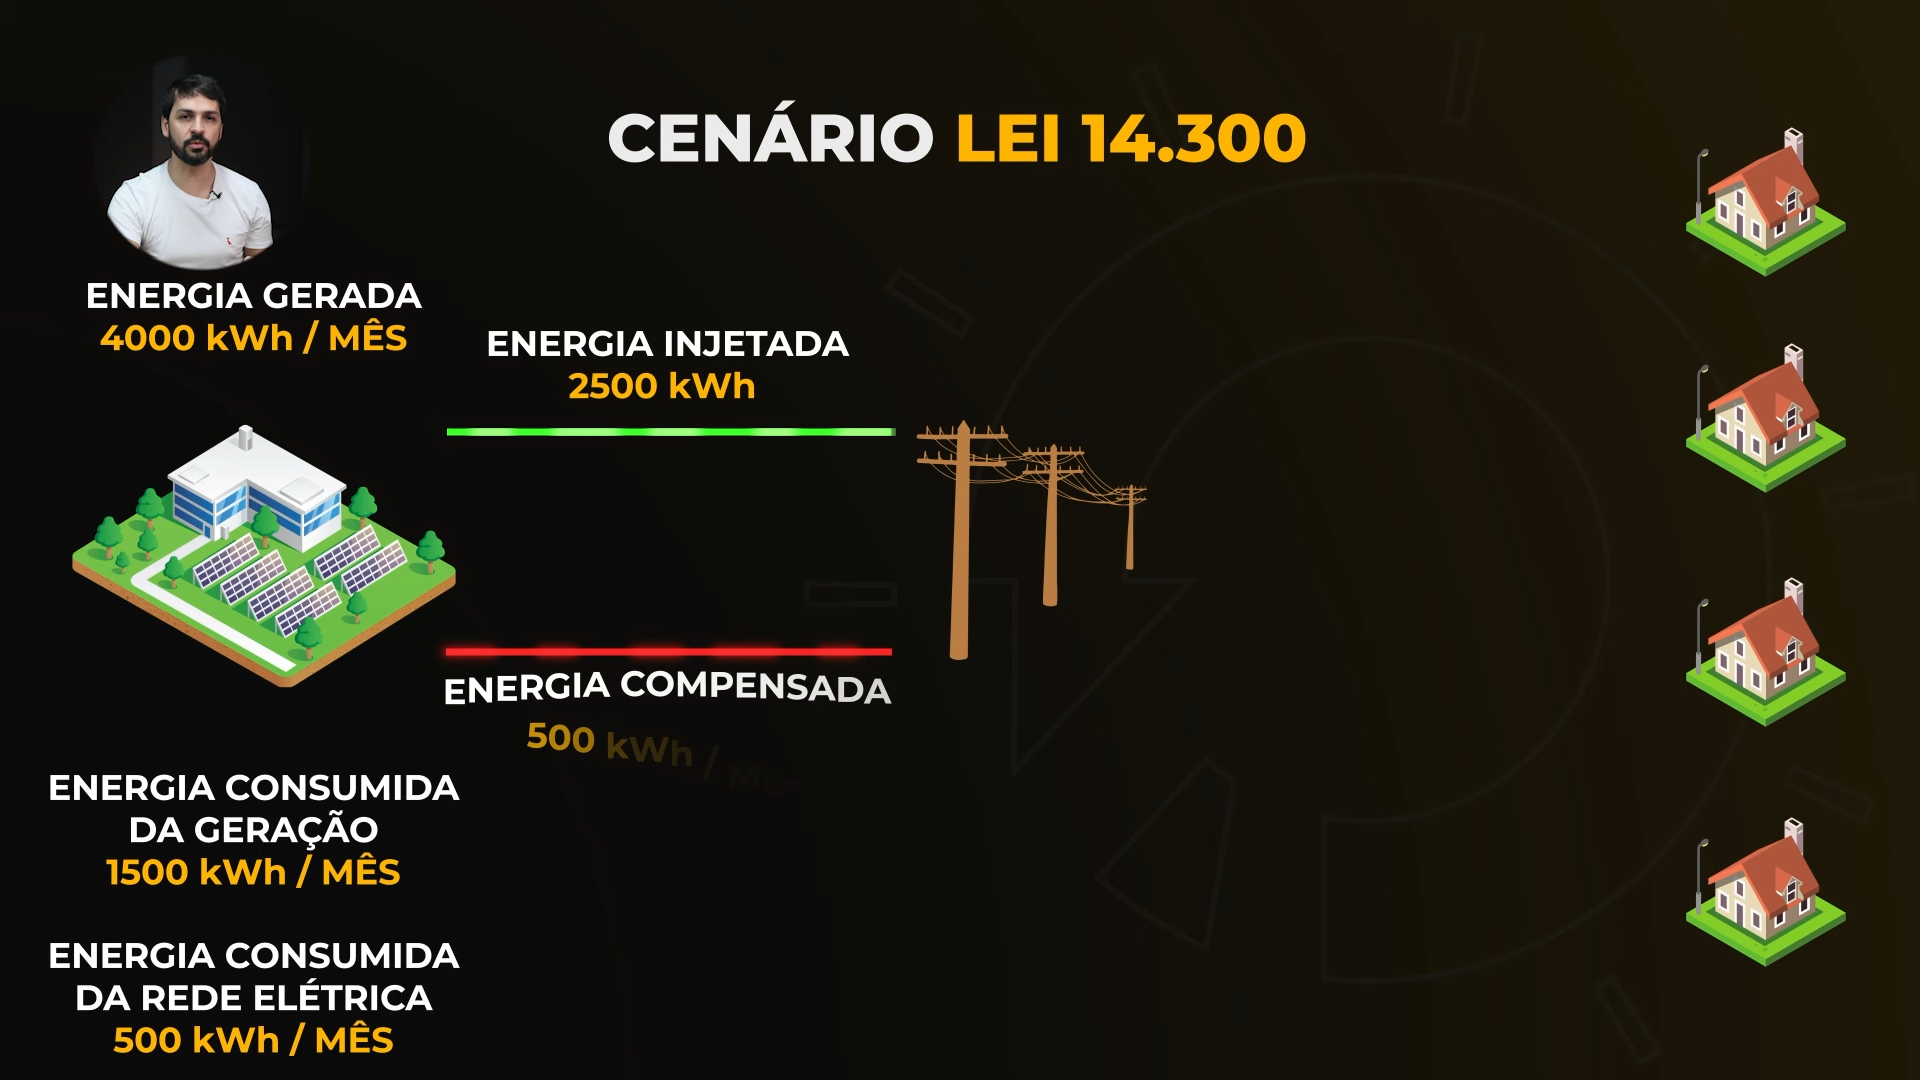 CENÁRIO LEI 14.300
ENERGIA GERADA
4000 kWh / MÊS
ENERGIA INJETADA
2500 kWh
ENERGIA COMPENSADA
500 kWh / MÊS
ENERGIA CONSUMIDA
DA GERAÇÃO
1500 kWh / MÊS
ENERGIA CONSUMIDA
DA REDE ELÉTRICA
500 kWh / MÊS